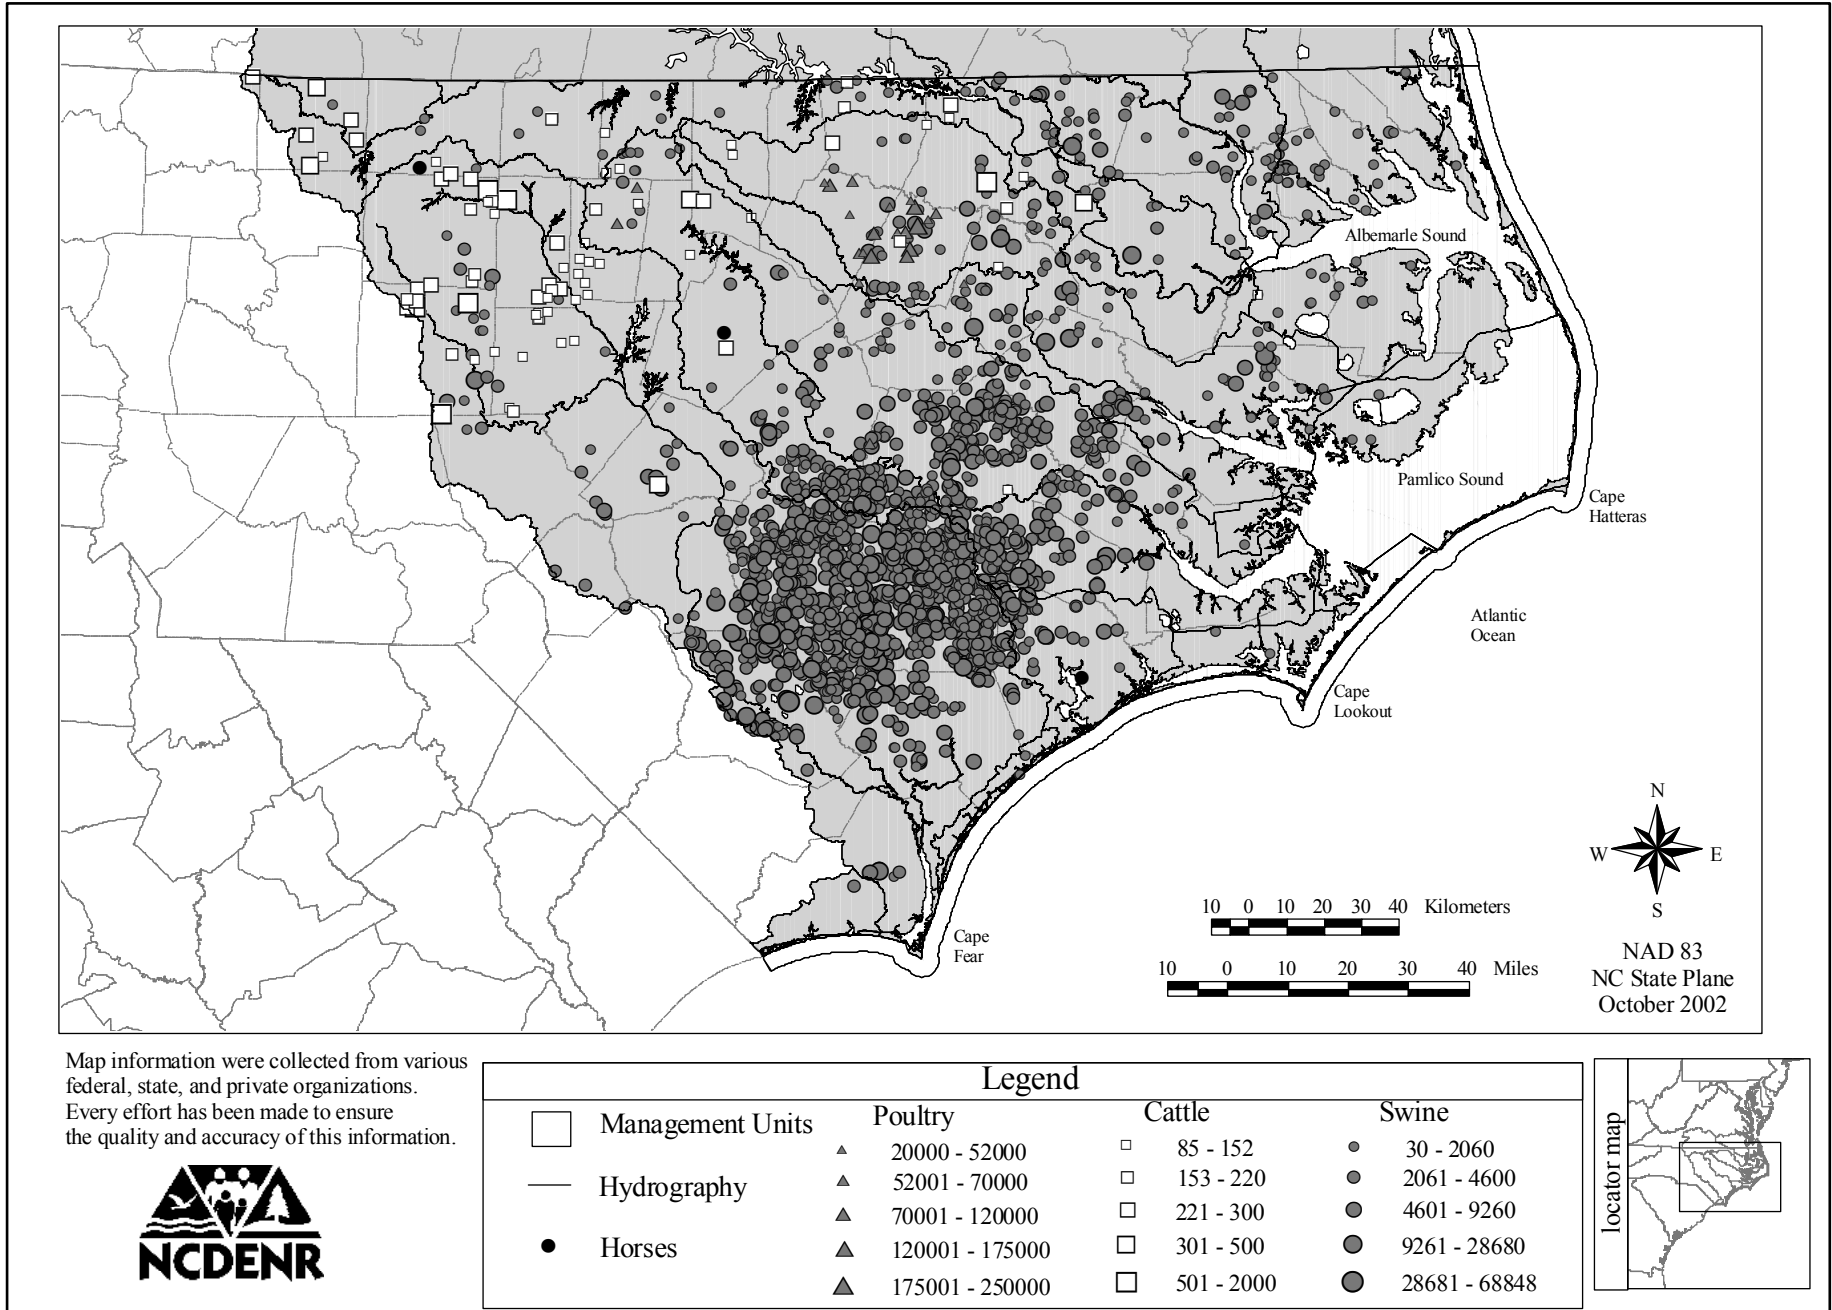 Albemarle Sound
Pamlico Sound
Cape
Hatteras
Atlantic
Ocean
Cape
Lookout
Cape
Fear
N
W E
S
10 0 10 20 30 40 Kilometers
10 0 10 20 30 40 Miles
NAD 83
NC State Plane
October 2002
Map information were collected from various
federal, state, and private organizations.
Every effort has been made to ensure
the quality and accuracy of this information.
NCDENR
Legend
Management Units
Hydrography
Horses
Poultry
20000 - 52000
52001 - 70000
70001 - 120000
120001 - 175000
175001 - 250000
Cattle
85 - 152
153 - 220
221 - 300
301 - 500
501 - 2000
Swine
30 - 2060
2061 - 4600
4601 - 9260
9261 - 28680
28681 - 68848
locator map